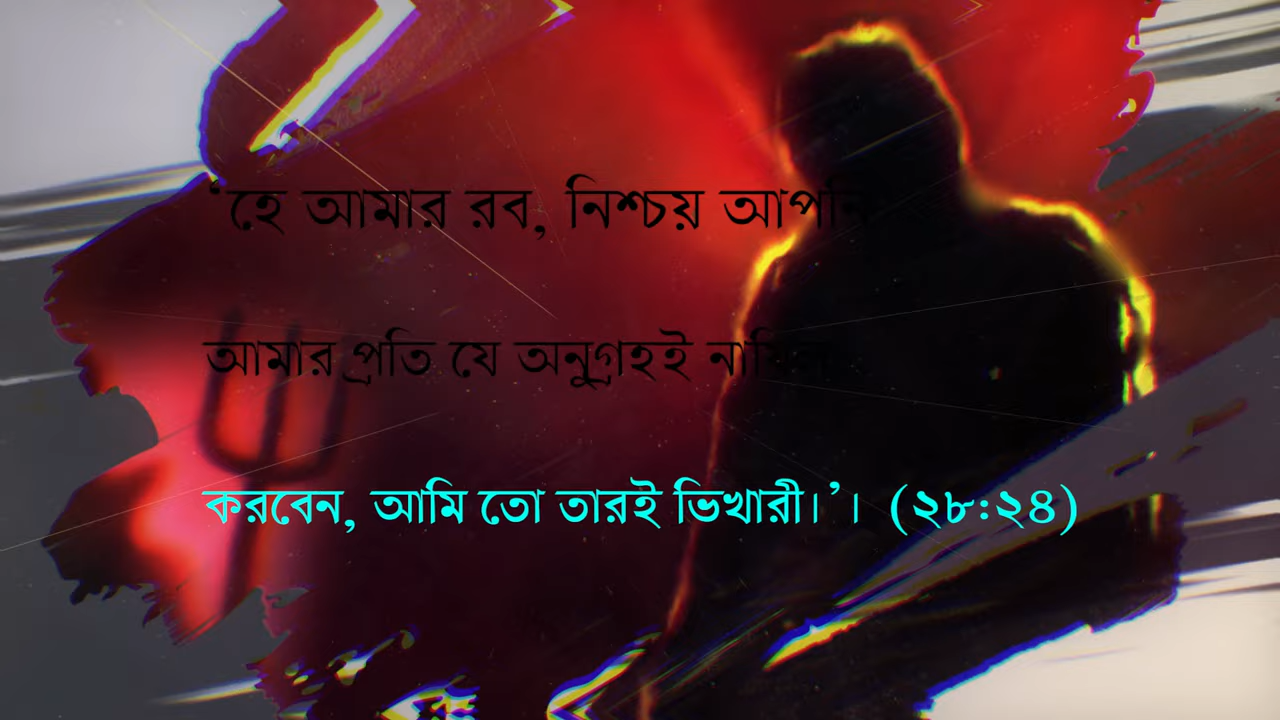 ‘হে আমার রব, নিশ্চয় আপনি
আমার প্রতি যে অনুগ্রহই নাযিল
করবেন, আমি তো তারই ভিখারী।’। (২৮:২৪)